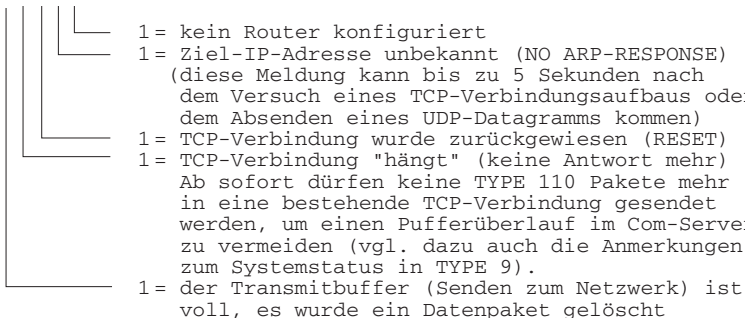 1= kein Router konfiguriert
1= Ziel-IP-Adresse unbekannt (NO ARP-RESPONSE)
(diese Meldung kann bis zu 5 Sekunden nach
dem Versuch eines TCP-Verbindungsaufbaus oder
dem Absenden eines UDP-Datagramms kommen)
1= TCP-Verbindung wurde zurückgewiesen (RESET)
1= TCP-Verbindung "hängt" (keine Antwort mehr)
Ab sofort dürfen keine TYPE 110 Pakete mehr
in eine bestehende TCP-Verbindung gesendet
werden, um einen Pufferüberlauf im Com-Server
zu vermeiden (vgl. dazu auch die Anmerkungen
zum Systemstatus in TYPE 9).
1= der Transmitbuffer (Senden zum Netzwerk) ist
voll, es wurde ein Datenpaket gelöscht